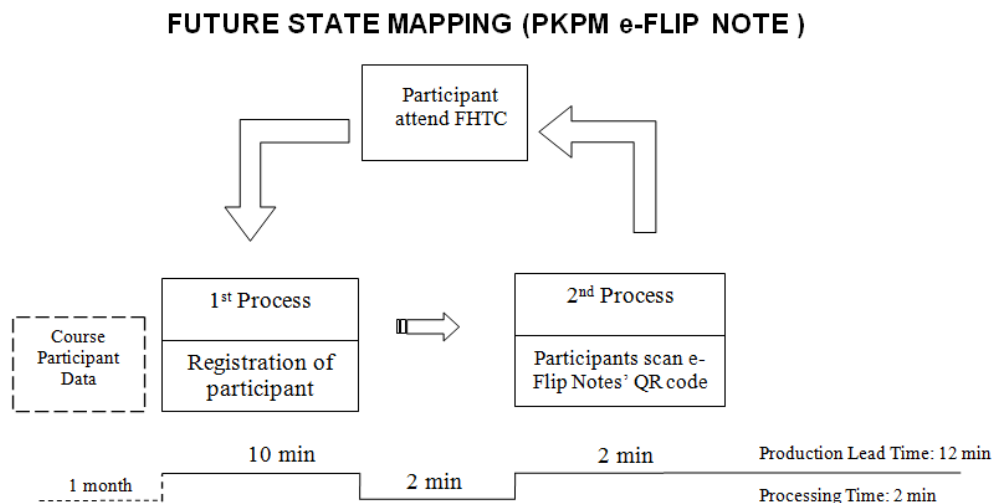 FUTURE STATE MAPPING (PKPM e-FLIP NOTE )
Participant
attend FHTC
1st Process
Registration of
participant
2nd Process
Participants scan e-
Flip Notes' QR code
Course
Participant
Data
1 month
10 min
2 min
2 min
Production Lead Time: 12 min
Processing Time: 2 min